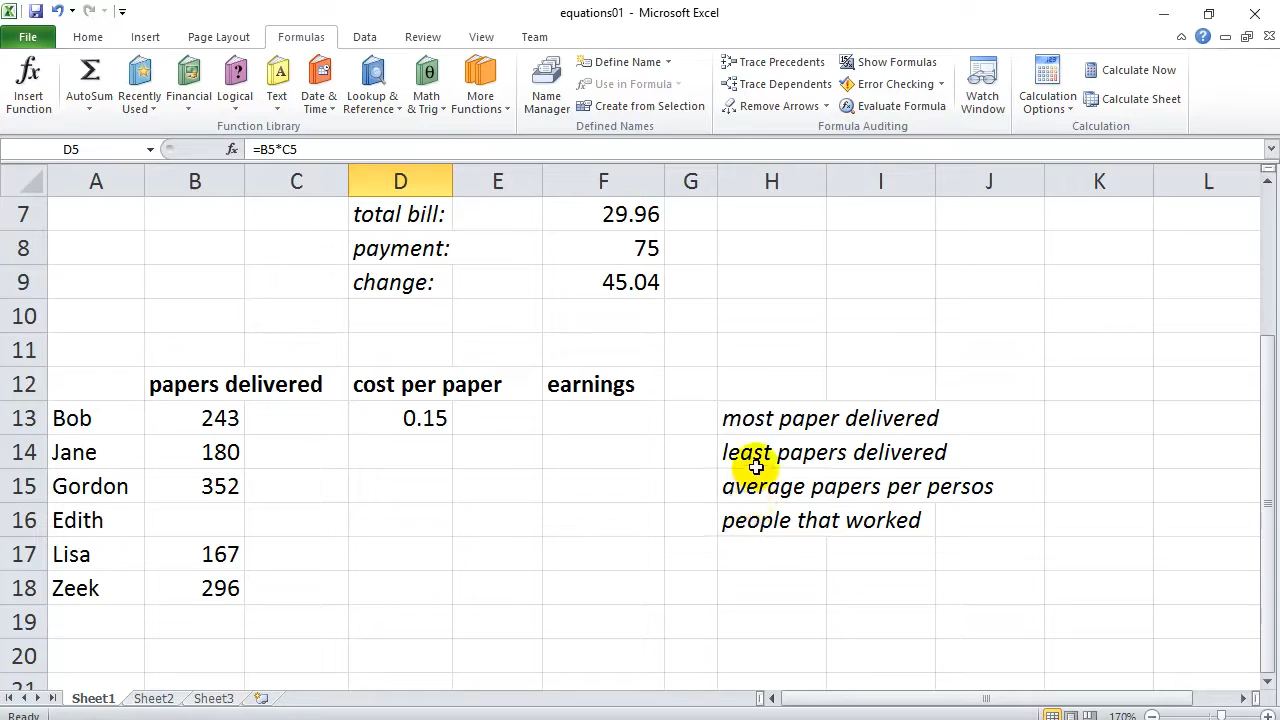 equations01 - Microsoft Excel
File Home Insert Page Layout Formulas Data Review View Team
fx Insert Function
Σ AutoSum
Recently Used
Financial
Logical
Text
Date & Time
Lookup & Reference
Math & Trig
More Functions
Function Library
Name Manager
Define Name
Use in Formula
Create from Selection
Defined Names
Trace Precedents
Trace Dependents
Remove Arrows
Show Formulas
Error Checking
Evaluate Formula
Formula Auditing
Watch Window
Calculation Options
Calculate Now
Calculate Sheet
Calculation
D5 fx =B5*C5
A B C D E F G H I J K L
7 total bill: 29.96
8 payment: 75
9 change: 45.04
10
11
12 papers delivered cost per paper earnings
13 Bob 243 0.15 most paper delivered
14 Jane 180 least papers delivered
15 Gordon 352 average papers per persos
16 Edith people that worked
17 Lisa 167
18 Zeek 296
19
20
21
Sheet1 Sheet2 Sheet3
Ready 170%